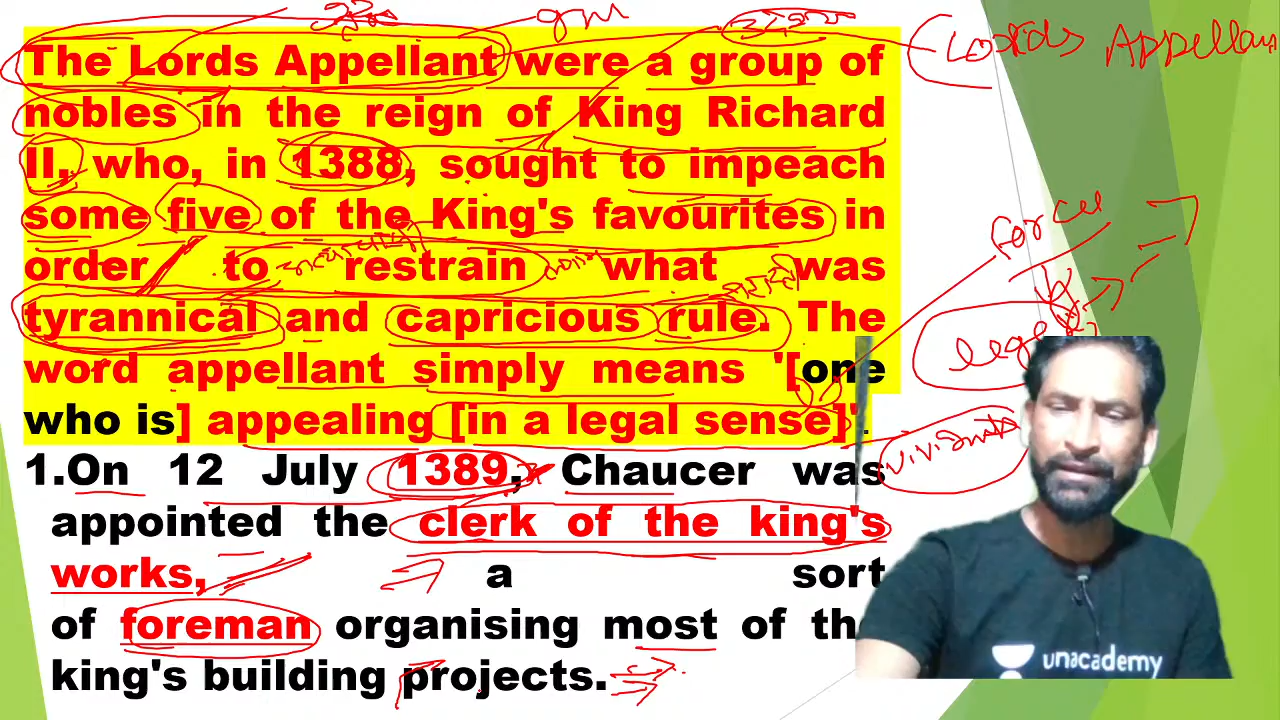 The Lords Appellant were a group of
nobles in the reign of King Richard
II, who, in 1388, sought to impeach
some five of the King's favourites in
order to restrain what was
tyrannical and capricious rule. The
word appellant simply means '[one
who is] appealing [in a legal sense]'.
1.On 12 July 1389, Chaucer was
appointed the clerk of the king's
works, a sort
of foreman organising most of the
king's building projects.
Lords Appellan
force
unacademy